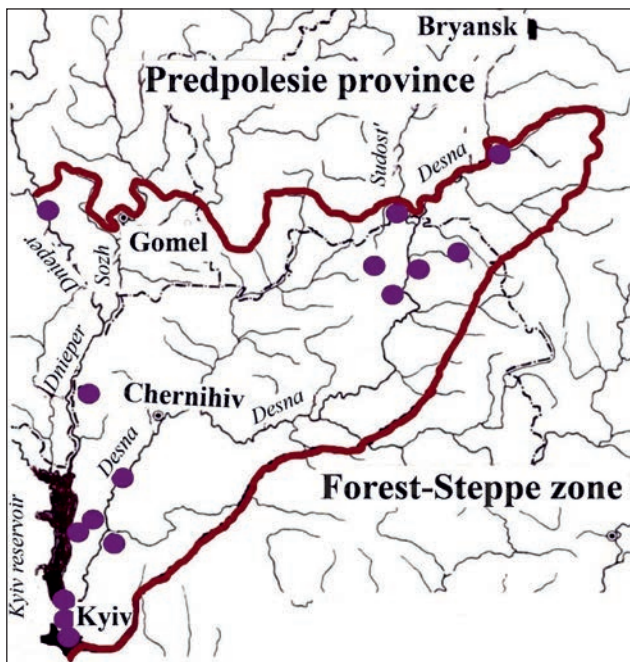 Bryansk
Predpolesie province
Sudost'
Desna
Gomel
Dnieper
Sozh
Dnieper
Chernihiv
Desna
Desna
Forest-Steppe zone
Kyiv reservoir
Kyiv